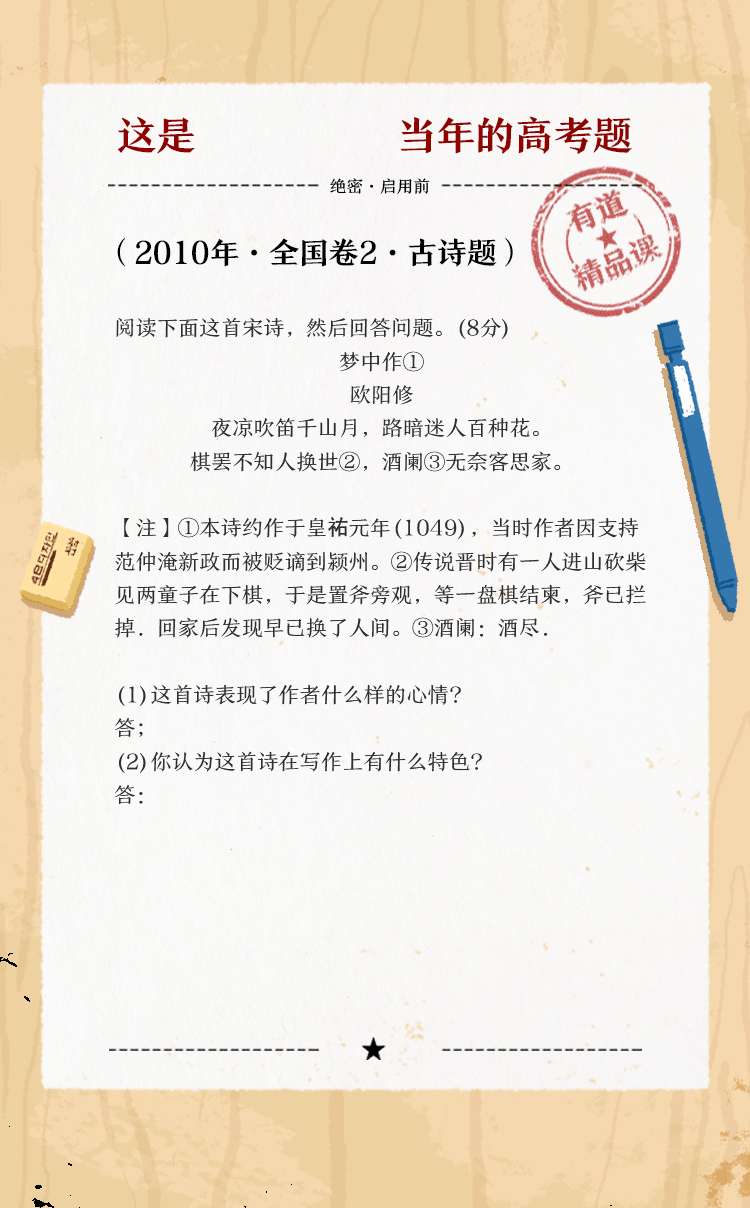 这是 当年的高考题
绝密·启用前
有道
精品课
（2010年·全国卷2·古诗题）
阅读下面这首宋诗，然后回答问题。(8分)
梦中作①
欧阳修
夜凉吹笛千山月，路暗迷人百种花。
棋罢不知人换世②，酒阑③无奈客思家。
【注】①本诗约作于皇祐元年(1049)，当时作者因支持
范仲淹新政而被贬谪到颍州。②传说晋时有一人进山砍柴
见两童子在下棋，于是置斧旁观，等一盘棋结束，斧已拦
掉．回家后发现早已换了人间。③酒阑：酒尽．
(1)这首诗表现了作者什么样的心情？
答；
(2)你认为这首诗在写作上有什么特色？
答：